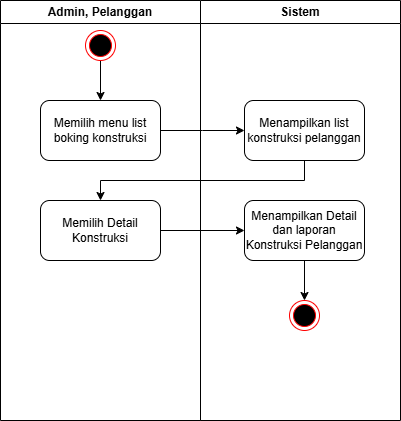 Admin, Pelanggan
Sistem
Memilih menu list
boking konstruksi
Menampilkan list
konstruksi pelanggan
Memilih Detail
Konstruksi
Menampilkan Detail
dan laporan
Konstruksi Pelanggan